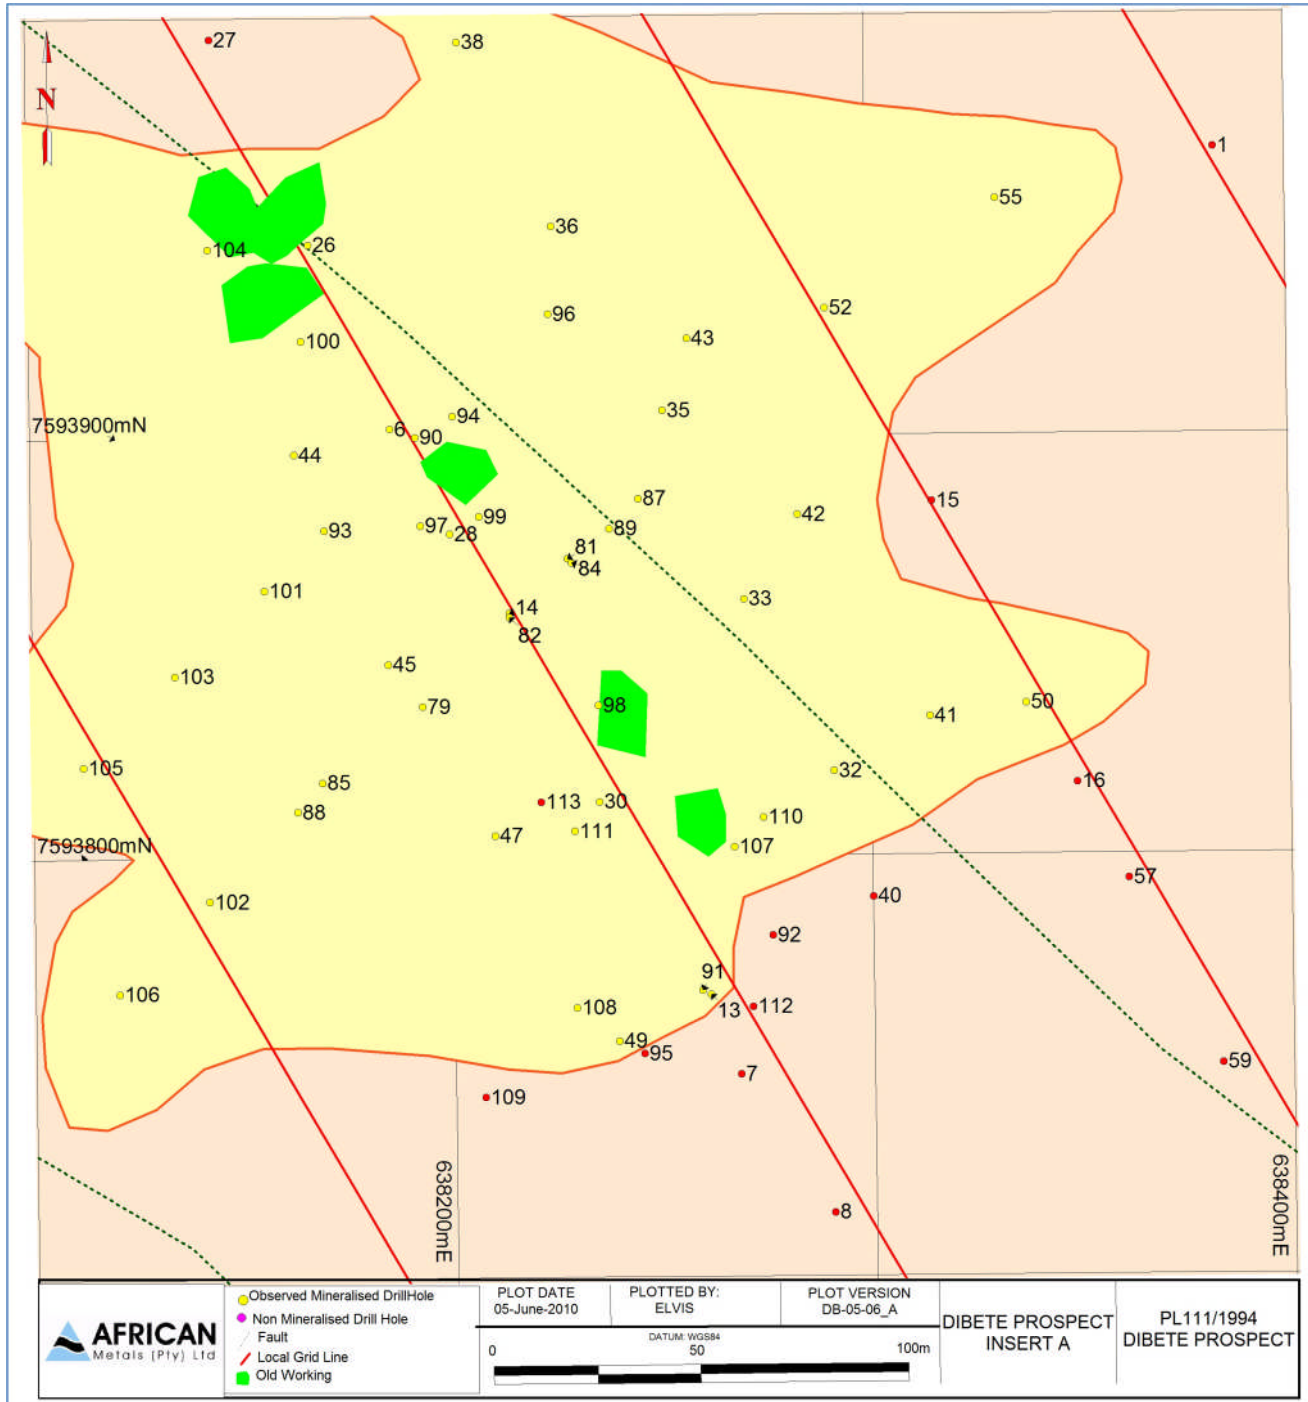 27
38
1
N
55
36
104
26
52
96
43
100
35
94
7593900mN
6
90
44
87
15
42
99
97
28
89
93
81
84
101
33
14
82
45
103
98
50
79
41
105
32
16
85
113
30
88
110
111
47
107
7593800mN
57
40
102
92
91
106
108
13
112
49
95
59
7
109
638200mE
638400mE
8
AFRICAN
Metals (Pty) Ltd
Observed Mineralised DrillHole
Non Mineralised Drill Hole
Fault
Local Grid Line
Old Working
PLOT DATE
05-June-2010
PLOTTED BY:
ELVIS
PLOT VERSION
DB-05-06_A
DATUM: WGS84
0 50 100m
DIBETE PROSPECT
INSERT A
PL111/1994
DIBETE PROSPECT